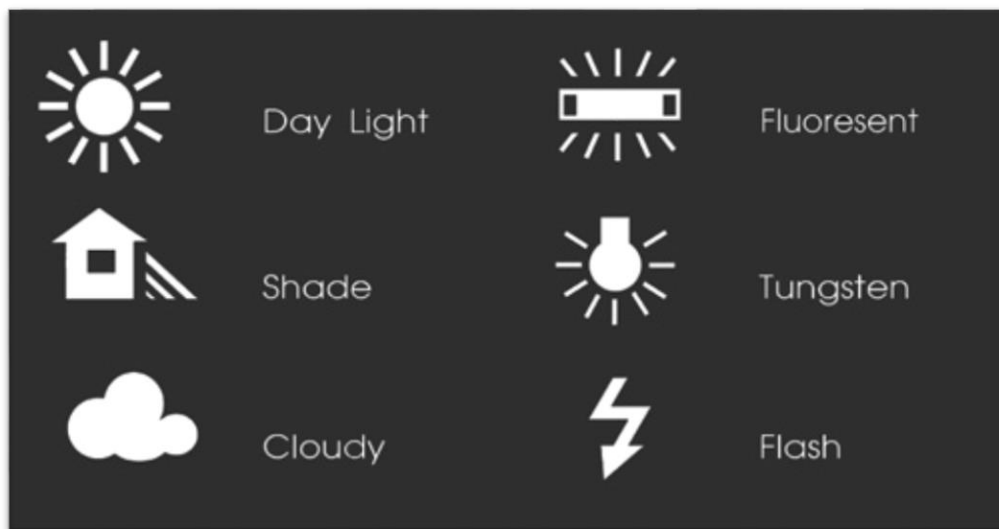 Day Light
Fluoresent
Shade
Tungsten
Cloudy
Flash